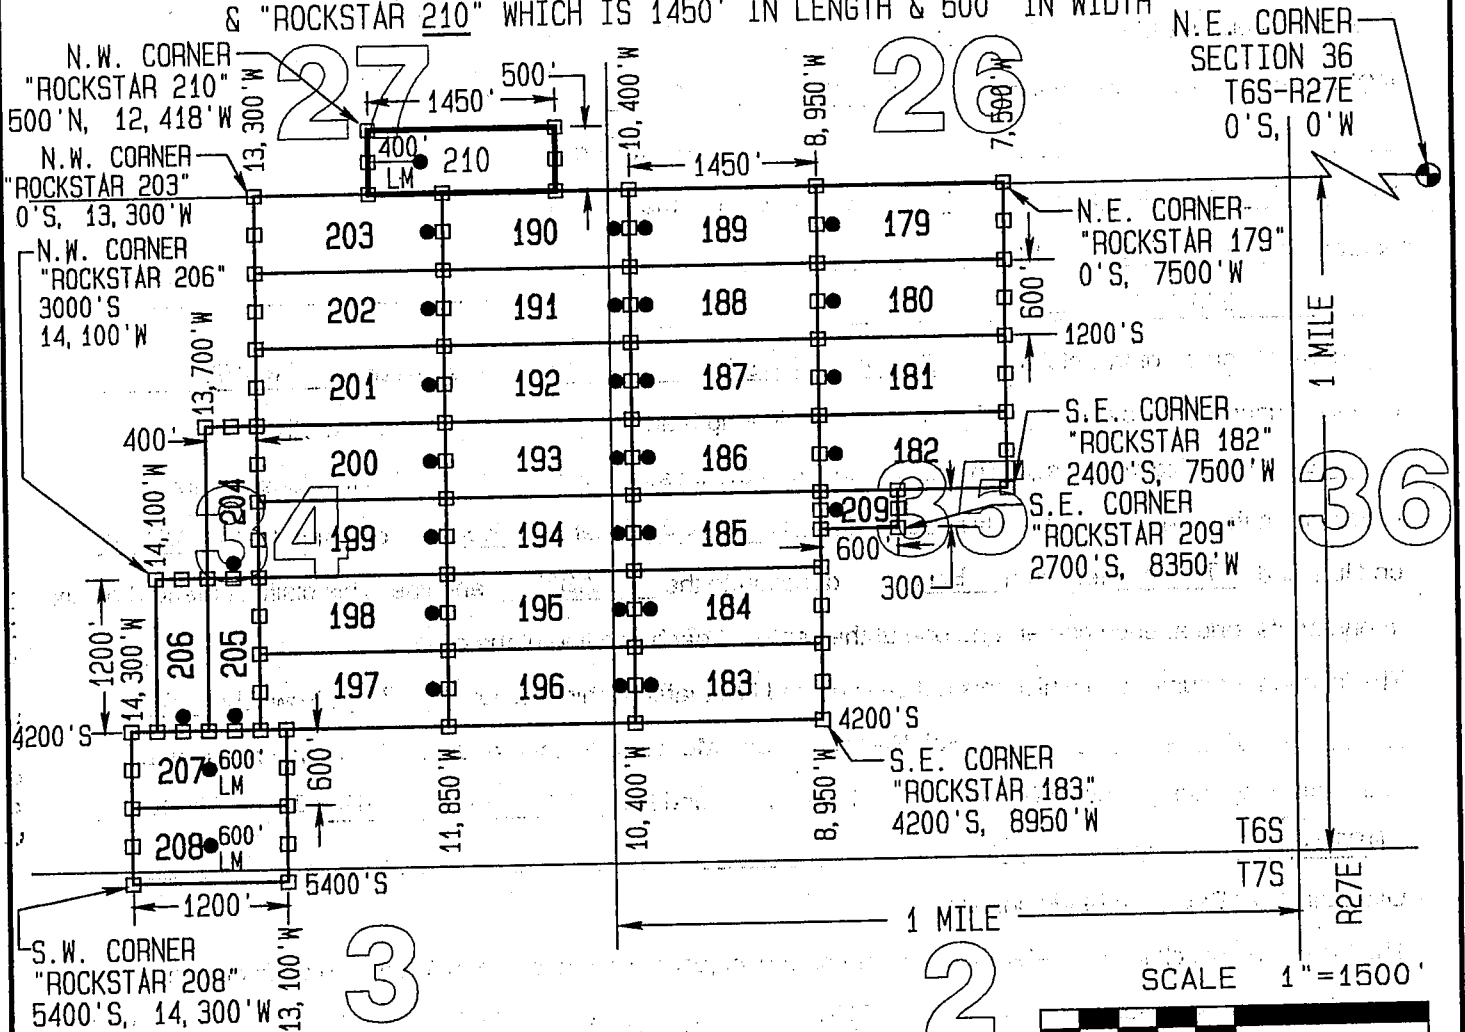 & "ROCKSTAR 210" WHICH IS 1450' IN LENGTH & 500' IN WIDTH
N.W. CORNER
"ROCKSTAR 210"
500'N, 12,418'W
13,300'W.
27
1450'
500'
10,400'W.
8,950'W.
26
7,500'W.
N.E. CORNER
SECTION 36
T6S-R27E
0'S, 0'W
N.W. CORNER
"ROCKSTAR 203"
0'S, 13,300'W
400'
LM
210
1450'
N.W. CORNER
"ROCKSTAR 206"
3000'S
14,100'W
203
190
189
179
N.E. CORNER
"ROCKSTAR 179"
0'S, 7500'W
202
191
188
180
600'
1200'S
1 MILE
13,700'W.
201
192
187
181
400'
200
193
186
182
S.E. CORNER
"ROCKSTAR 182"
2400'S, 7500'W
14,100'W.
204
34
35
36
199
194
185
209
600'
300'
S.E. CORNER
"ROCKSTAR 209"
2700'S, 8350'W
1200'
14,300'W.
206
205
198
195
184
197
196
183
4200'S
4200'S
207
600'
LM
600'
11,850'W.
10,400'W.
8,950'W.
S.E. CORNER
"ROCKSTAR 183"
4200'S, 8950'W
208
600'
LM
5400'S
T6S
T7S
R27E
1200'
1 MILE
S.W. CORNER
"ROCKSTAR 208"
5400'S, 14,300'W
13,100'W.
3
2
SCALE 1"=1500'